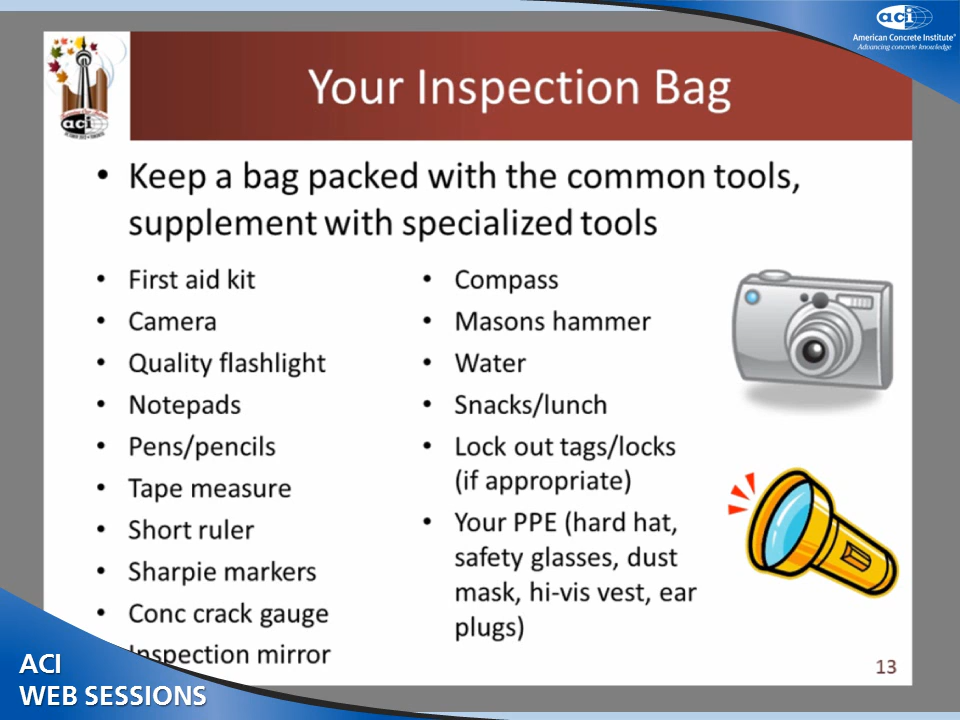 aci
American Concrete Institute®
Advancing concrete knowledge
aci
Your Inspection Bag
• Keep a bag packed with the common tools,
supplement with specialized tools
• First aid kit
• Camera
• Quality flashlight
• Notepads
• Pens/pencils
• Tape measure
• Short ruler
• Sharpie markers
• Conc crack gauge
Inspection mirror
• Compass
• Masons hammer
• Water
• Snacks/lunch
• Lock out tags/locks
(if appropriate)
• Your PPE (hard hat,
safety glasses, dust
mask, hi-vis vest, ear
plugs)
13
ACI
WEB SESSIONS